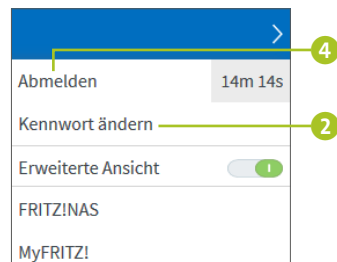 Abmelden 14m 14s 4
Kennwort ändern 2
Erweiterte Ansicht
FRITZ!NAS
MyFRITZ!